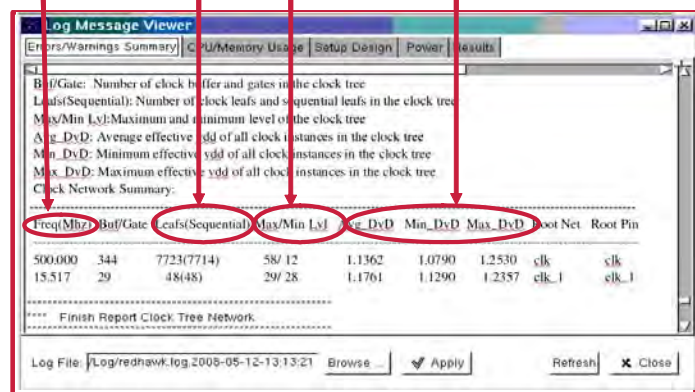 Log Message Viewer
Errors/Warnings Summary CPU/Memory Usage Setup Design Power Results
Buf/Gate: Number of clock buffer and gates in the clock tree
Leafs(Sequential): Number of clock leafs and sequential leafs in the clock tree
Max/Min Lvl:Maximum and minimum level of the clock tree
Avg_DvD: Average effective vdd of all clock instances in the clock tree
Min_DvD: Minimum effective vdd of all clock instances in the clock tree
Max_DvD: Maximum effective vdd of all clock instances in the clock tree
Clock Network Summary:
Freq(Mhz) Buf/Gate Leafs(Sequential) Max/Min Lvl Avg_DvD Min_DvD Max_DvD Root Net Root Pin
500.000 344 7723(7714) 58/ 12 1.1362 1.0790 1.2530 clk clk
15.517 29 48(48) 29/ 28 1.1761 1.1290 1.2357 clk_1 clk_1
**** Finish Report Clock Tree Network
Log File: /Log/redhawk.log.2008-05-12-13:13:21 Browse ... Apply Refresh Close